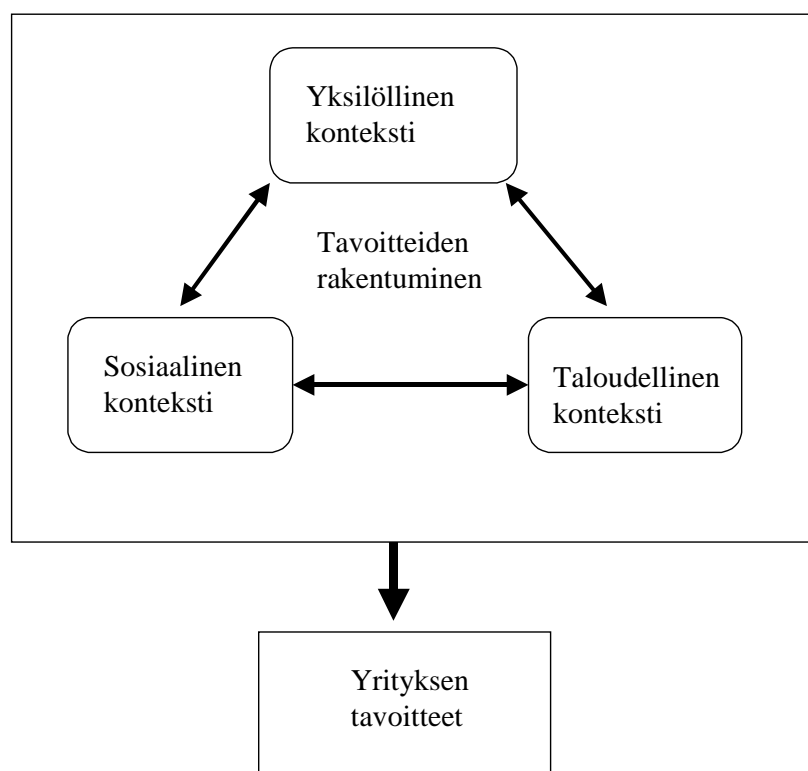 Yksilöllinen
konteksti
Tavoitteiden
rakentuminen
Sosiaalinen
konteksti
Taloudellinen
konteksti
Yrityksen
tavoitteet